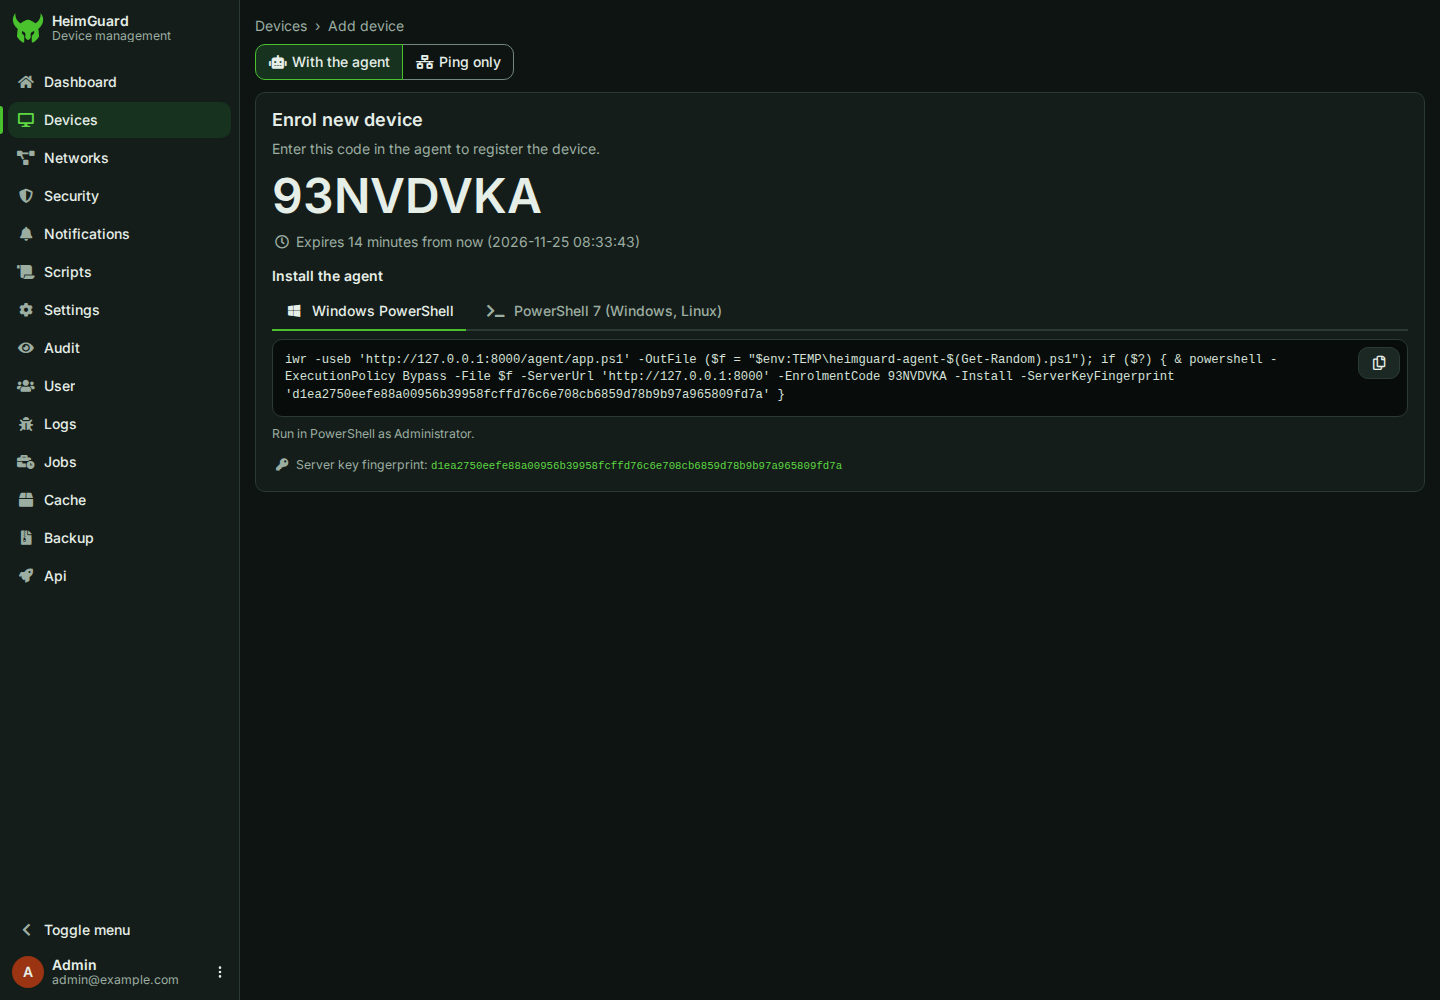 HeimGuard
Device management
Dashboard
Devices
Networks
Security
Notifications
Scripts
Settings
Audit
User
Logs
Jobs
Cache
Backup
Api
Toggle menu
A
Admin
admin@example.com
Devices › Add device
With the agent
Ping only
Enrol new device
Enter this code in the agent to register the device.
93NVDVKA
Expires 14 minutes from now (2026-11-25 08:33:43)
Install the agent
Windows PowerShell
PowerShell 7 (Windows, Linux)
iwr -useb 'http://127.0.0.1:8000/agent/app.ps1' -OutFile ($f = "$env:TEMP\heimguard-agent-$(Get-Random).ps1"); if ($?) { & powershell -
ExecutionPolicy Bypass -File $f -ServerUrl 'http://127.0.0.1:8000' -EnrolmentCode 93NVDVKA -Install -ServerKeyFingerprint
'd1ea2750eefe88a00956b39958fcffd76c6e708cb6859d78b9b97a965809fd7a' }
Run in PowerShell as Administrator.
Server key fingerprint: d1ea2750eefe88a00956b39958fcffd76c6e708cb6859d78b9b97a965809fd7a